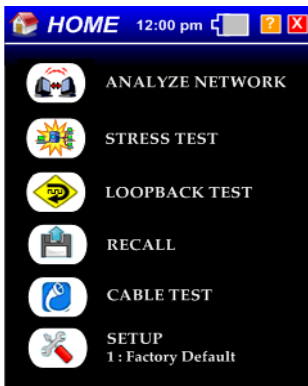 HOME 12:00 pm ? X
ANALYZE NETWORK
STRESS TEST
LOOPBACK TEST
RECALL
CABLE TEST
SETUP
1 : Factory Default